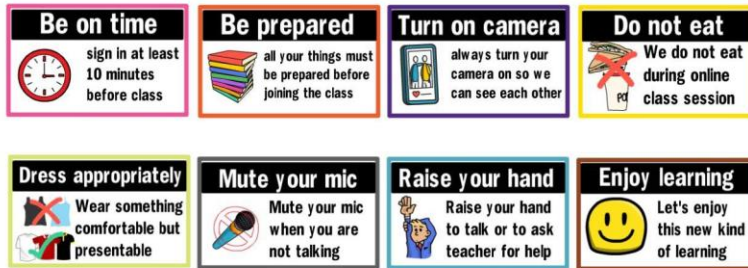 Be on time
sign in at least
10 minutes
before class
Be prepared
all your things must
be prepared before
joining the class
Turn on camera
always turn your
camera on so we
can see each other
Do not eat
We do not eat
during online
class session
Dress appropriately
Wear something
comfortable but
presentable
Mute your mic
Mute your mic
when you are
not talking
Raise your hand
Raise your hand
to talk or to ask
teacher for help
Enjoy learning
Let's enjoy
this new kind
of learning